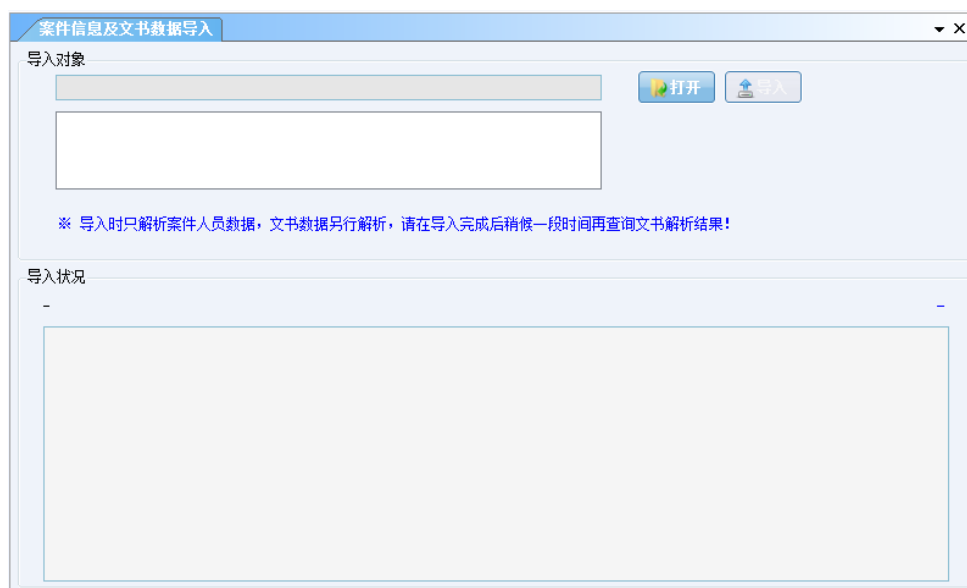 案件信息及文书数据导入
导入对象
打开 导入
※ 导入时只解析案件人员数据，文书数据另行解析，请在导入完成后稍候一段时间再查询文书解析结果！
导入状况
- -